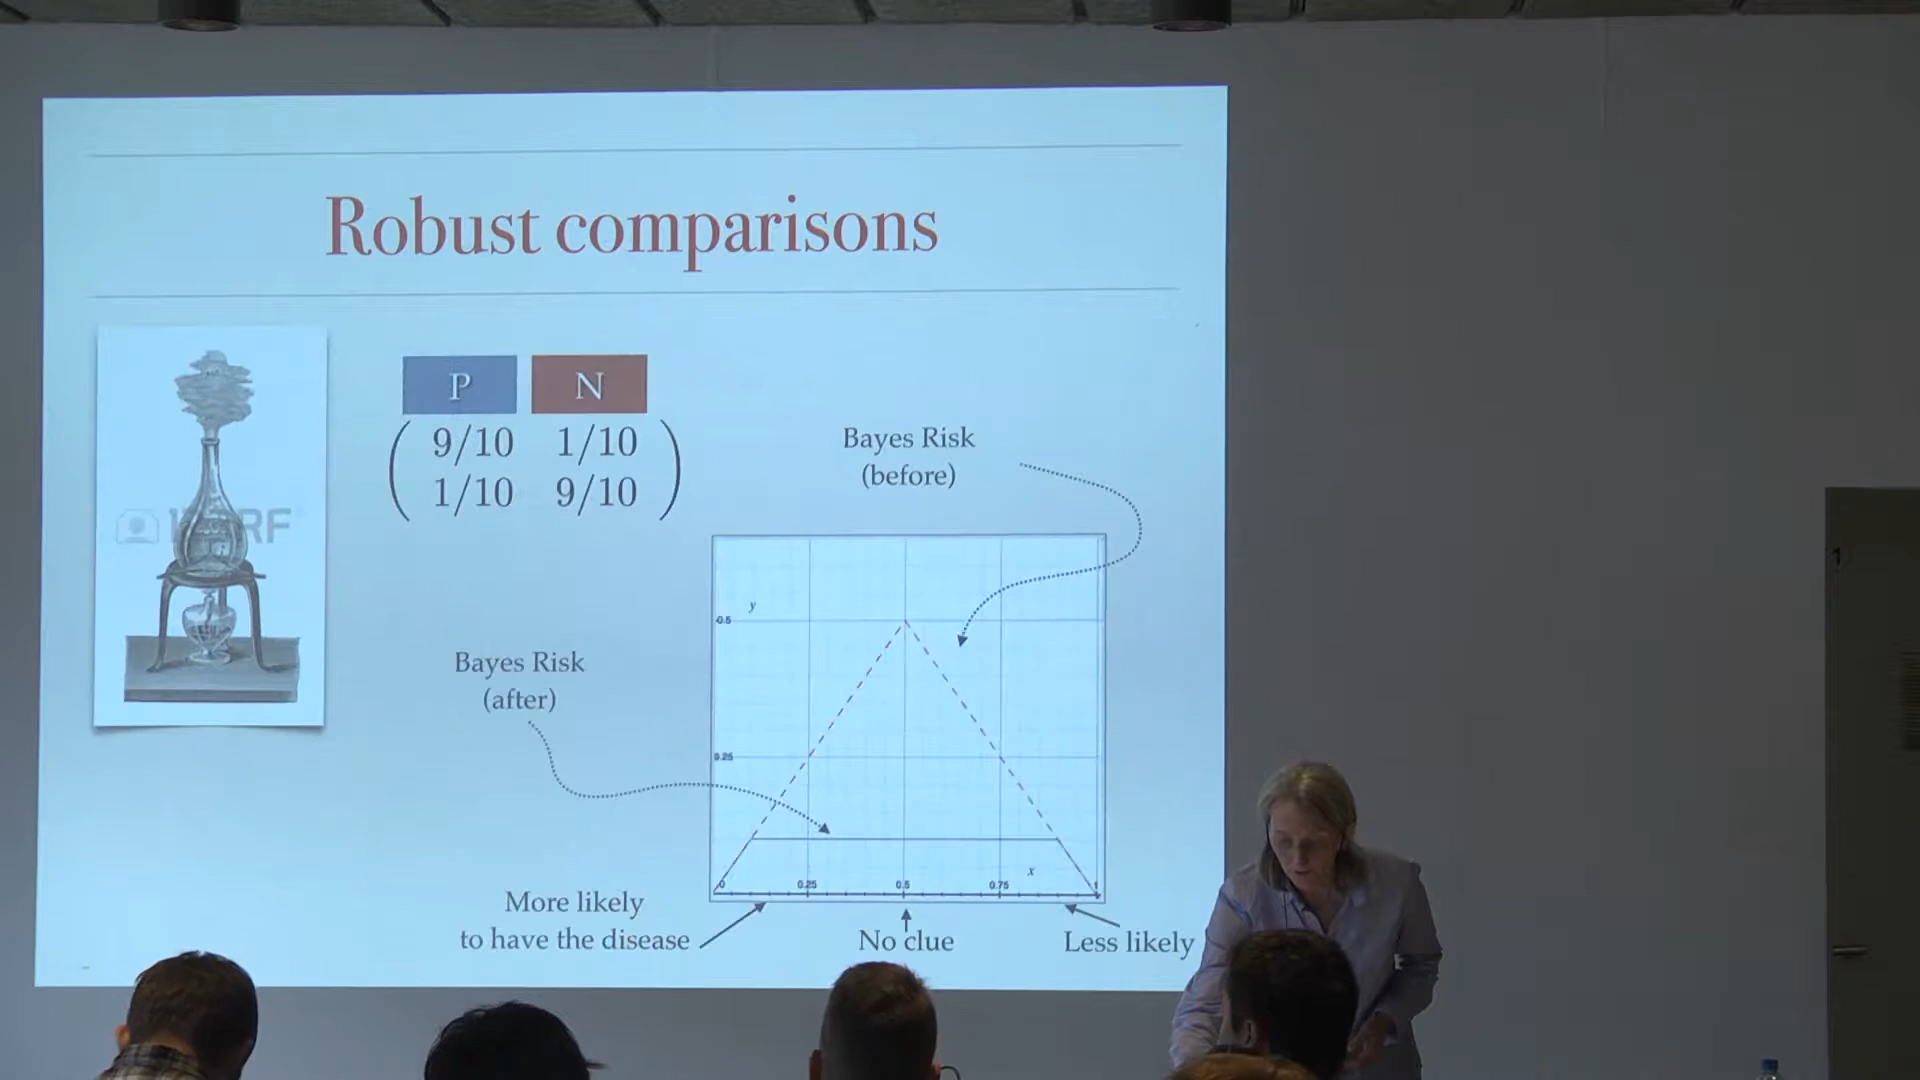 Robust comparisons
P N
9/10 1/10
1/10 9/10
Bayes Risk
(before)
y
0.5
Bayes Risk
(after)
0.25
x
0 0.25 0.5 0.75 1
More likely
to have the disease
No clue
Less likely